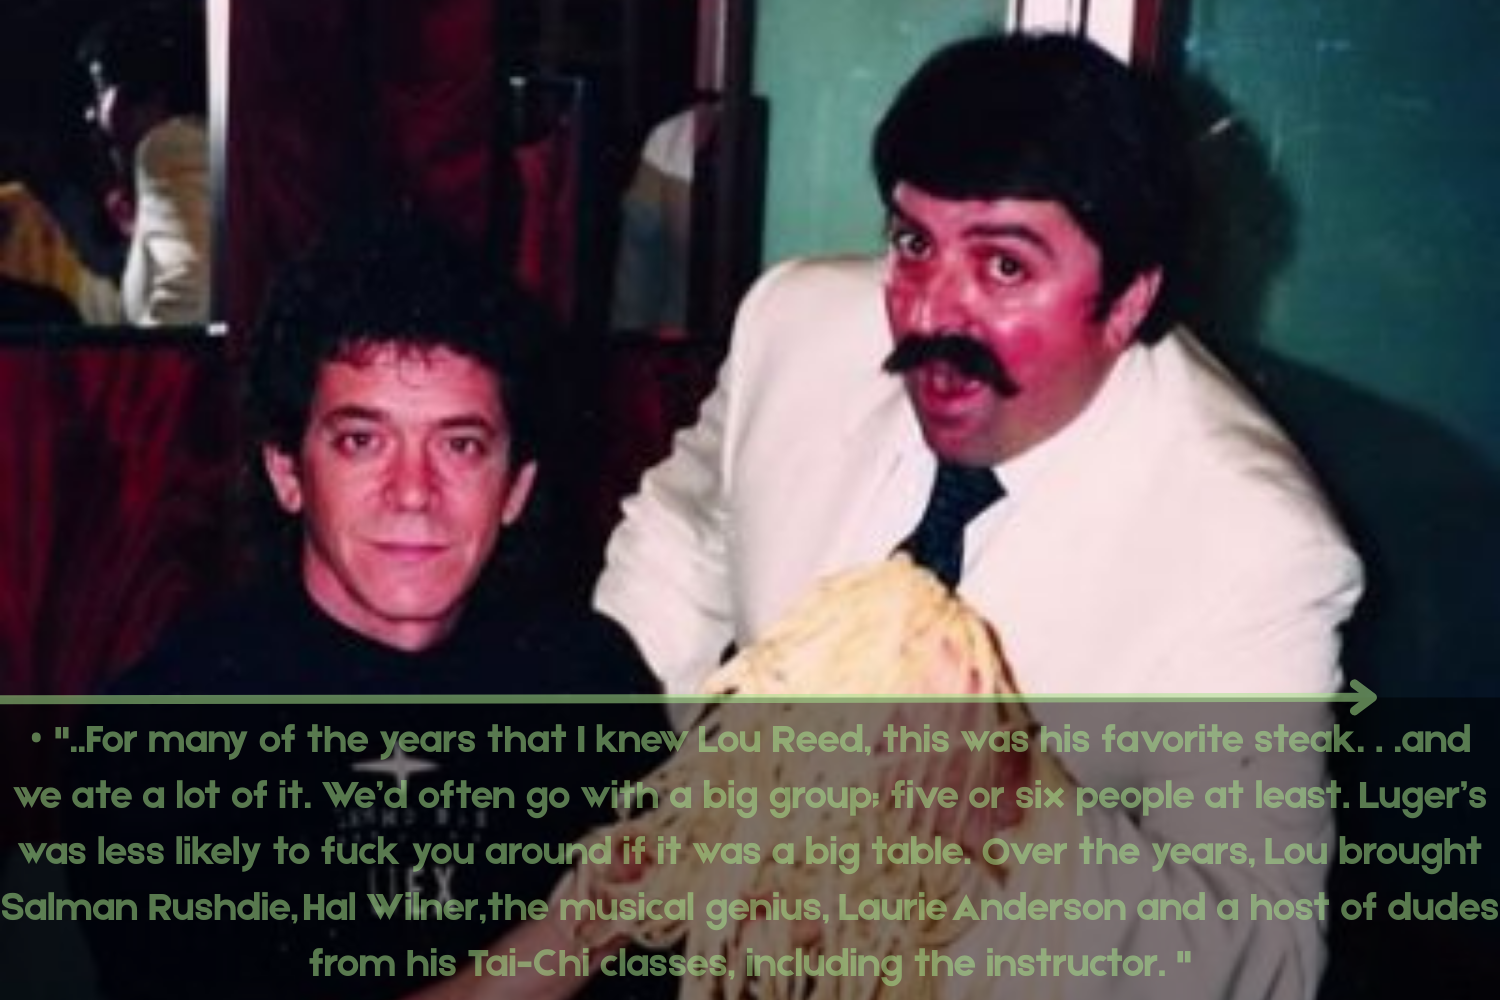 • "..For many of the years that I knew Lou Reed, this was his favorite steak. . .and
we ate a lot of it. We'd often go with a big group; five or six people at least. Luger's
was less likely to fuck you around if it was a big table. Over the years, Lou brought
Salman Rushdie,Hal Wilner,the musical genius, Laurie Anderson and a host of dudes
from his Tai-Chi classes, including the instructor. "